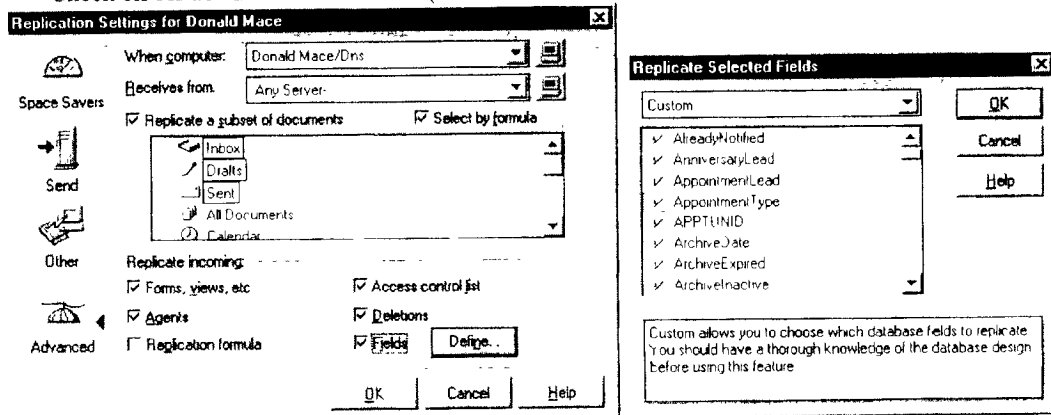 Replication Settings for Donald Mace
Space Savers
Send
Other
Advanced
When computer: Donald Mace/Dns
Receives from. Any Server-
Replicate a subset of documents Select by formula
Inbox
Drafts
Sent
All Documents
Calendar
Replicate incoming:
Forms, views, etc Access control list
Agents Deletions
Replication formula Fields Define..
OK Cancel Help
Replicate Selected Fields
Custom OK
Cancel
Help
AlreadyNotified
AnniversaryLead
AppointmentLead
AppointmentType
APPTUNID
ArchiveDate
ArchiveExpired
ArchiveInactive
Custom allows you to choose which database fields to replicate
You should have a thorough knowledge of the database design
before using this feature